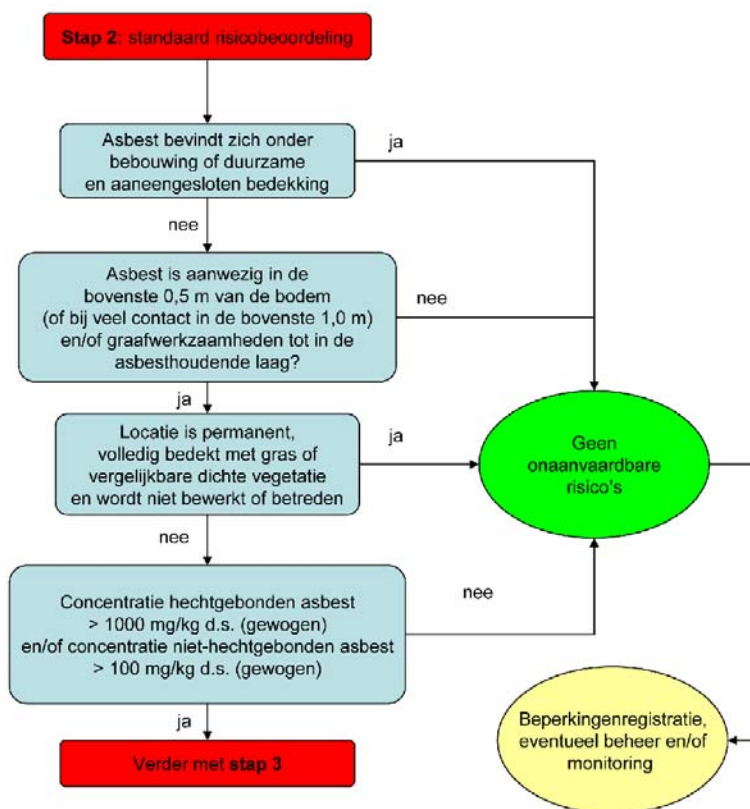 Stap 2: standaard risicobeoordeling
Asbest bevindt zich onder
bebouwing of duurzame
en aaneengesloten bedekking
ja
nee
Asbest is aanwezig in de
bovenste 0,5 m van de bodem
(of bij veel contact in de bovenste 1,0 m)
en/of graafwerkzaamheden tot in de
asbesthoudende laag?
nee
ja
Locatie is permanent,
volledig bedekt met gras of
vergelijkbare dichte vegetatie
en wordt niet bewerkt of betreden
ja
Geen
onaanvaardbare
risico's
nee
Concentratie hechtgebonden asbest
> 1000 mg/kg d.s. (gewogen)
en/of concentratie niet-hechtgebonden asbest
> 100 mg/kg d.s. (gewogen)
nee
ja
Verder met stap 3
Beperkingenregistratie,
eventueel beheer en/of
monitoring